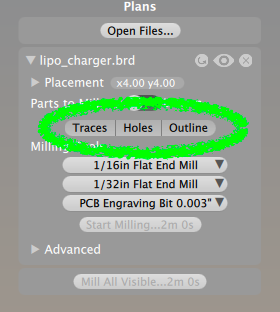 Plans
Open Files...
lipo_charger.brd
Placement x4.00 y4.00
Parts to Mill
Traces Holes Outline
Milling
1/16in Flat End Mill
1/32in Flat End Mill
PCB Engraving Bit 0.003"
Start Milling...2m 0s
Advanced
Mill All Visible...2m 0s